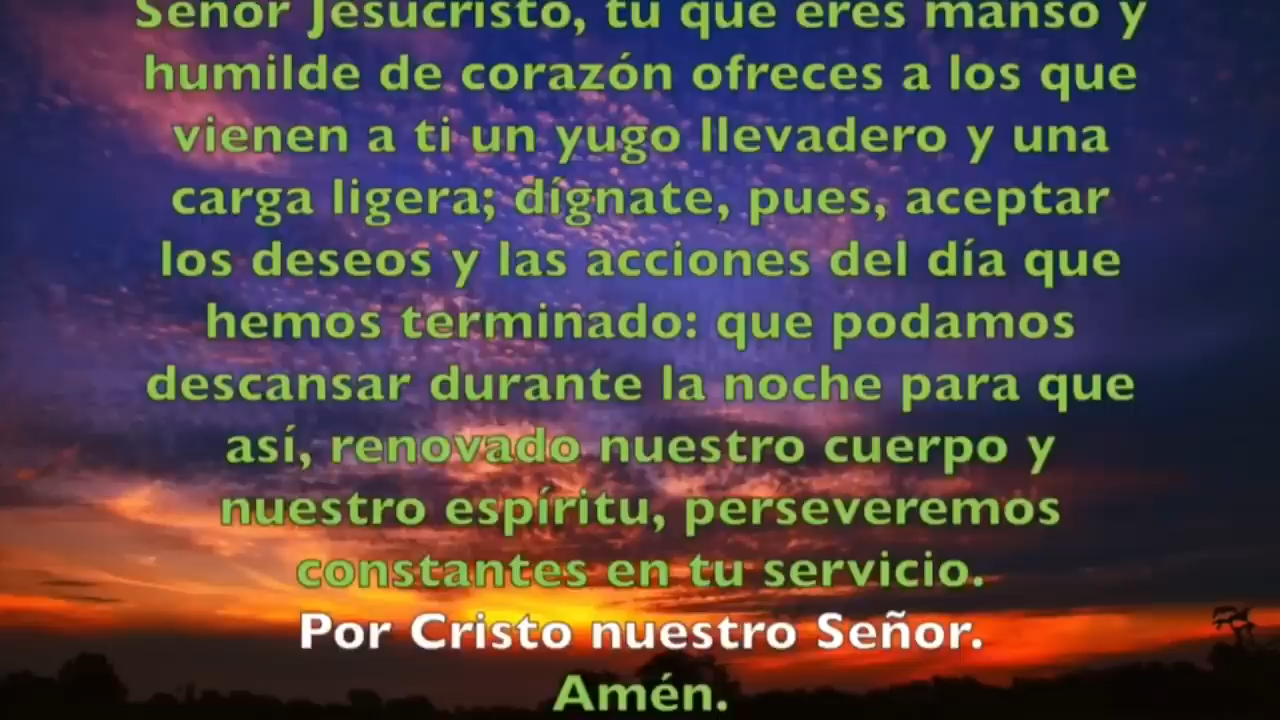 Señor Jesucristo, tú que eres manso y
humilde de corazón ofreces a los que
vienen a ti un yugo llevadero y una
carga ligera; dígnate, pues, aceptar
los deseos y las acciones del día que
hemos terminado: que podamos
descansar durante la noche para que
así, renovado nuestro cuerpo y
nuestro espíritu, perseveremos
constantes en tu servicio.
Por Cristo nuestro Señor.
Amén.